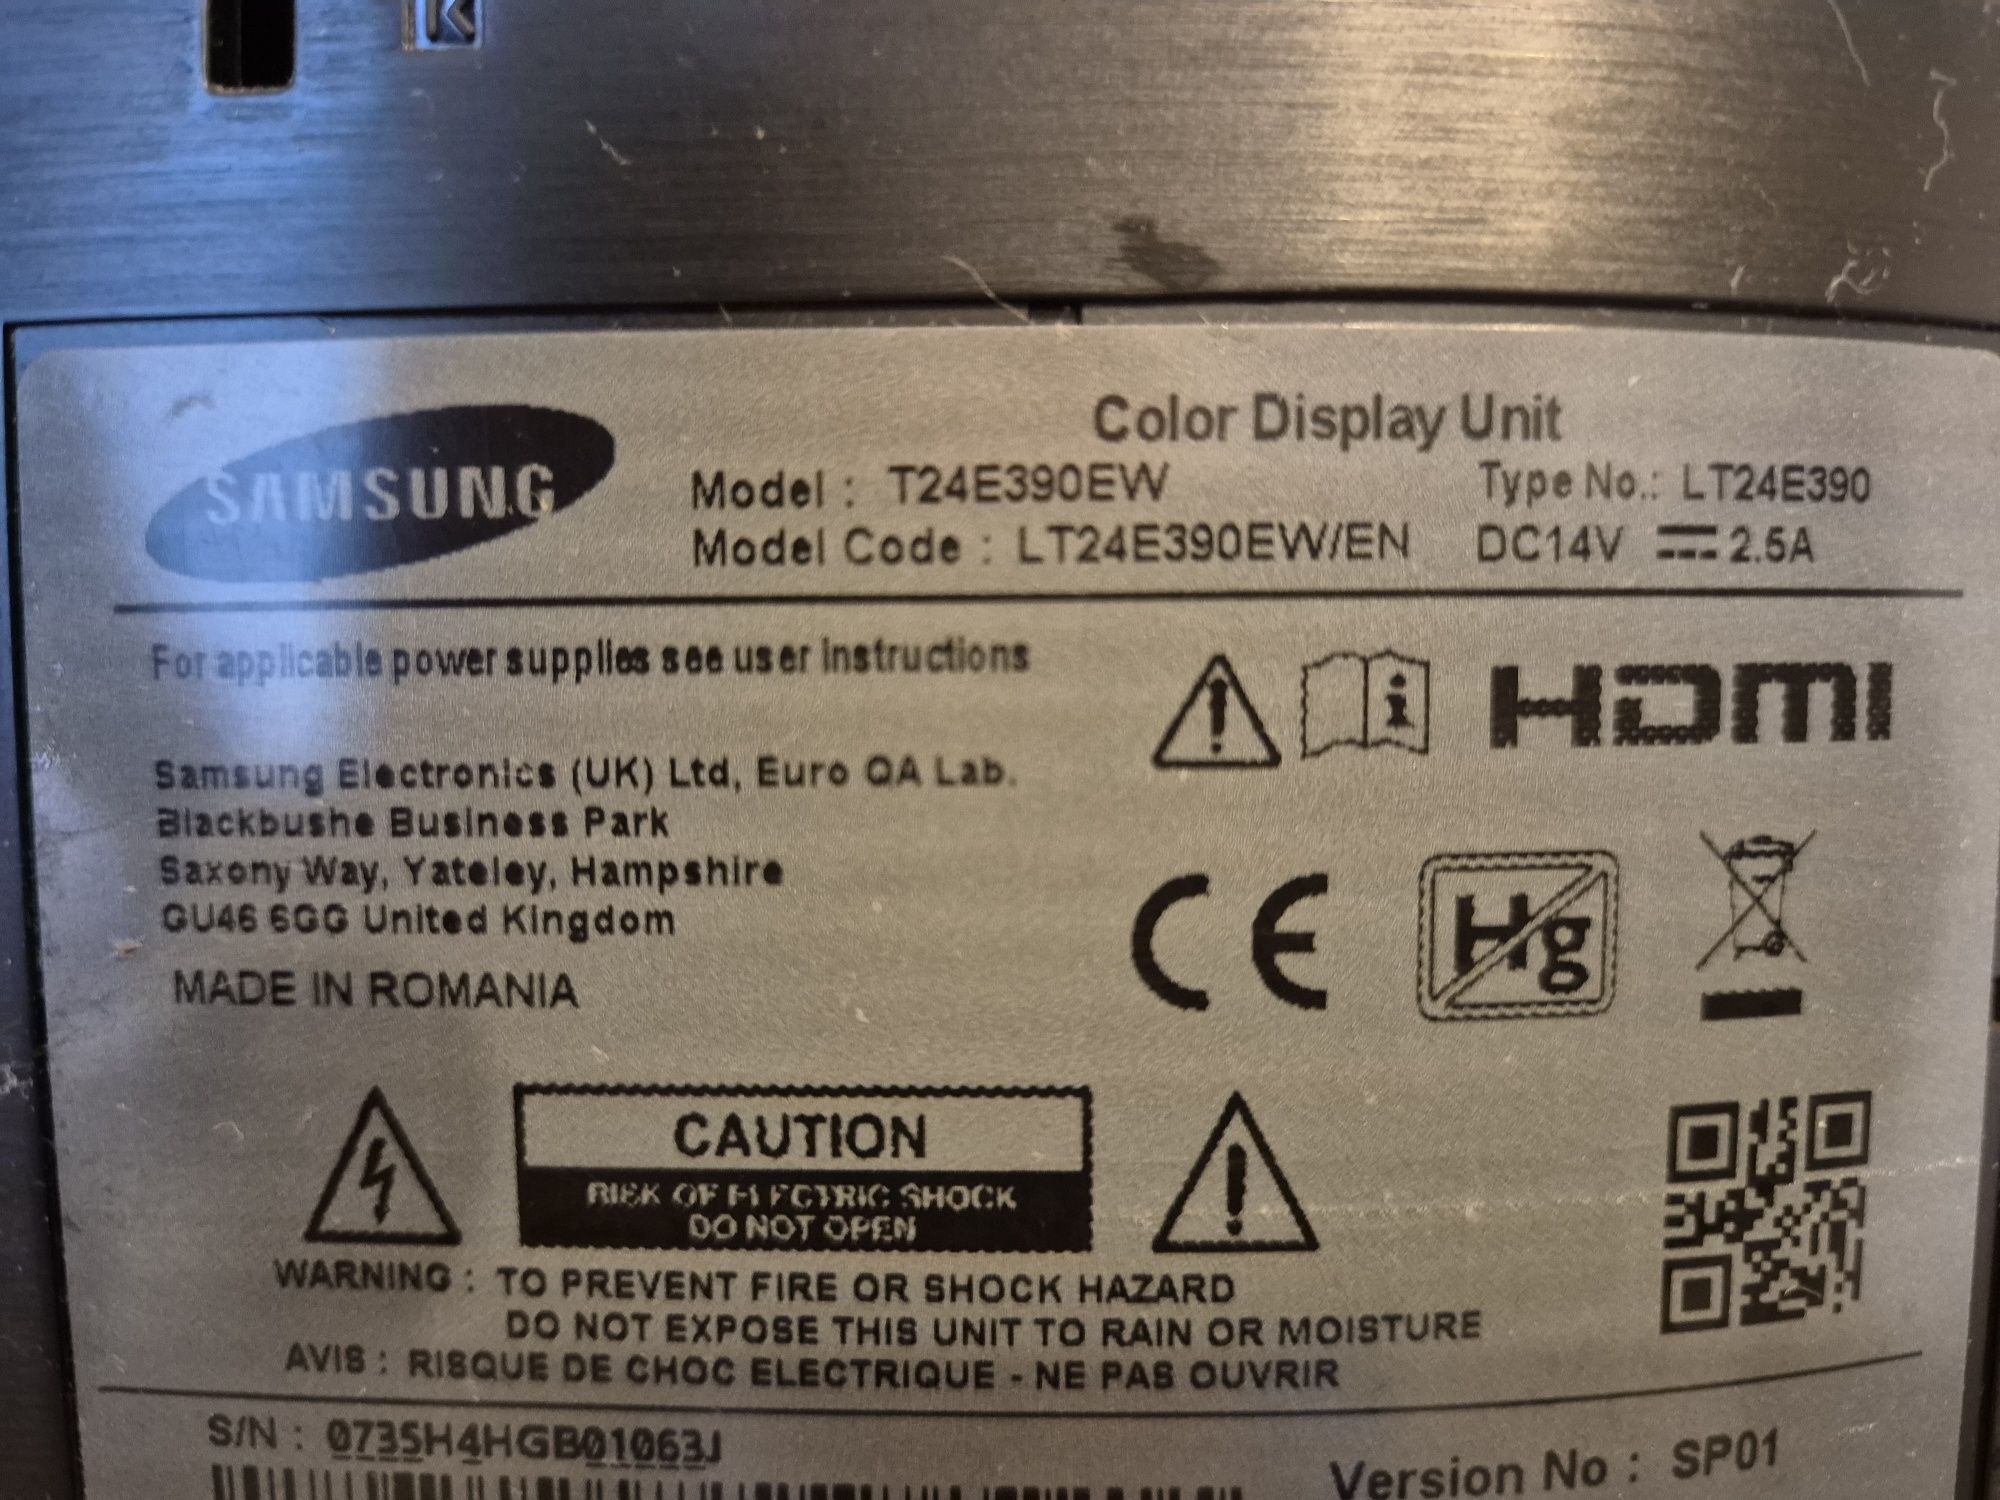 K
SAMSUNG
Color Display Unit
Model : T24E390EW
Type No.: LT24E390
Model Code : LT24E390EW/EN
DC14V ⎓ 2.5A
For applicable power supplies see user instructions
HDMI
Samsung Electronics (UK) Ltd, Euro QA Lab.
Blackbushe Business Park
Saxony Way, Yateley, Hampshire
GU46 6GG United Kingdom
MADE IN ROMANIA
CE
Hg
CAUTION
RISK OF ELECTRIC SHOCK
DO NOT OPEN
WARNING : TO PREVENT FIRE OR SHOCK HAZARD
DO NOT EXPOSE THIS UNIT TO RAIN OR MOISTURE
AVIS : RISQUE DE CHOC ELECTRIQUE - NE PAS OUVRIR
S/N : 0735H4HGB01063J
Version No : SP01